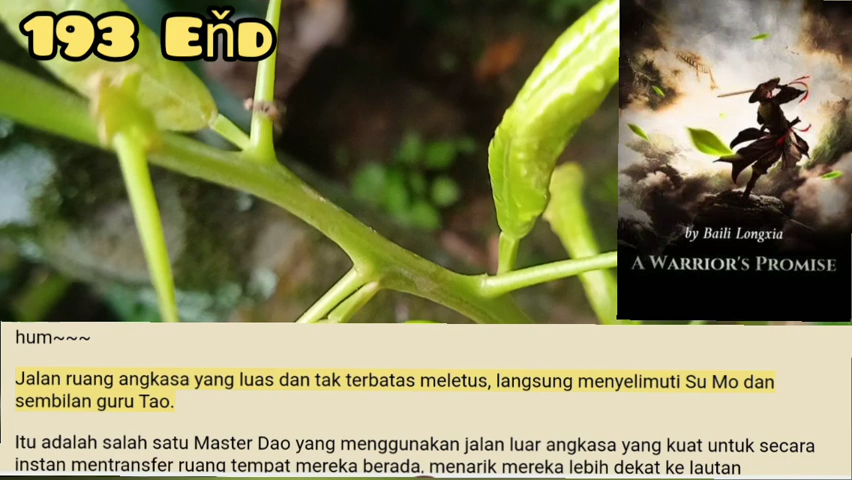 193 Eňd
by Baili Longxia
A WARRIOR'S PROMISE
hum~~~
Jalan ruang angkasa yang luas dan tak terbatas meletus, langsung menyelimuti Su Mo dan
sembilan guru Tao.
Itu adalah salah satu Master Dao yang menggunakan jalan luar angkasa yang kuat untuk secara
instan mentransfer ruang tempat mereka berada, menarik mereka lebih dekat ke lautan